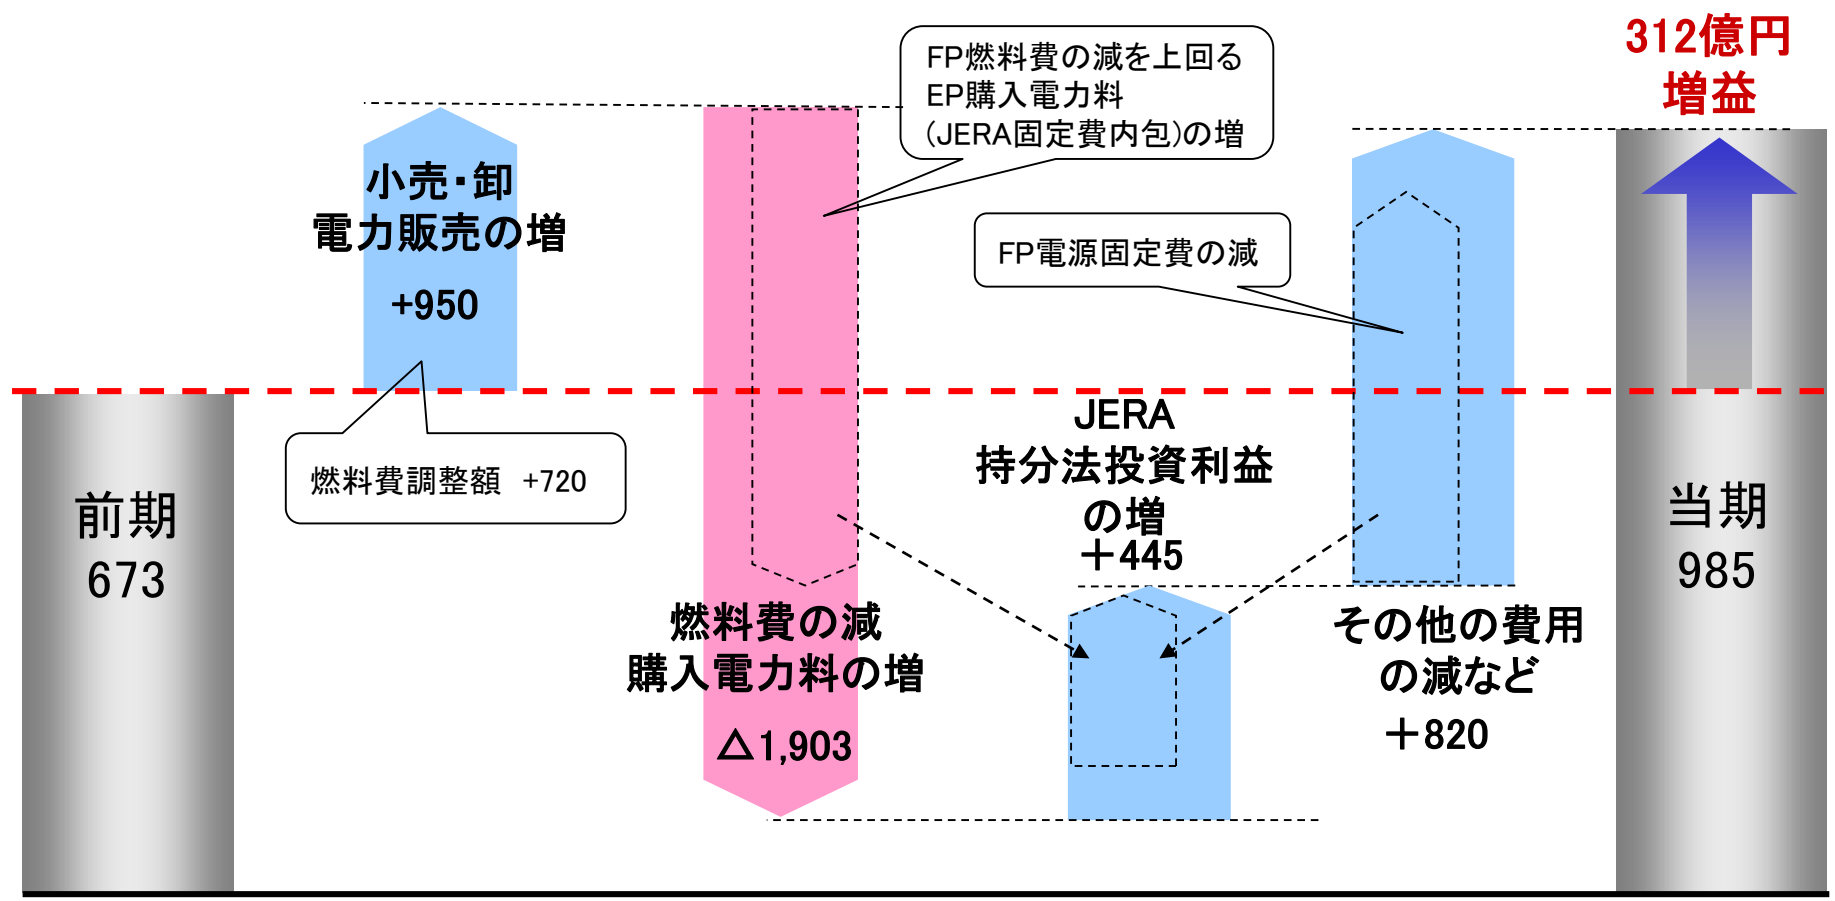 312億円
増益
FP燃料費の減を上回る
EP購入電力料
(JERA固定費内包)の増
小売・卸
電力販売の増
+950
FP電源固定費の減
燃料費調整額 +720
JERA
持分法投資利益
の増
＋445
前期
673
当期
985
燃料費の減
購入電力料の増
△1,903
その他の費用
の減など
＋820